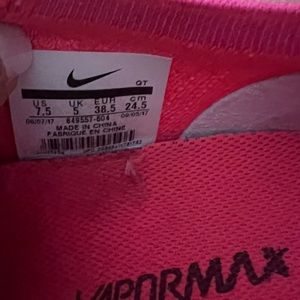 QT
US UK EUR cm
7.5 5 38.5 24.5
06/07/17 849557-604 09/05/17
MADE IN CHINA
FABRIQUE EN CHINE
VAPORMAX